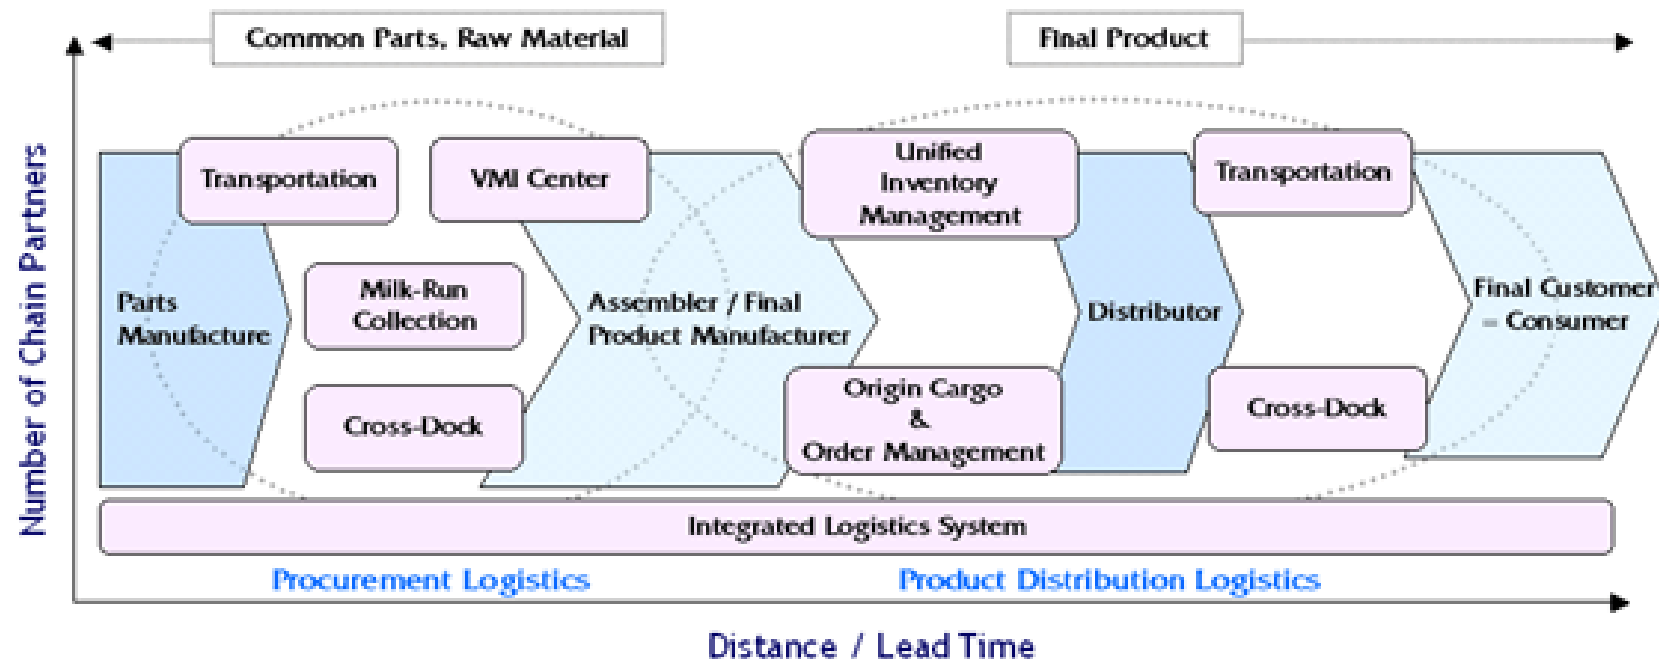 Common Parts, Raw Material
Final Product
Number of Chain Partners
Transportation
VMI Center
Unified
Inventory
Management
Transportation
Parts
Manufacture
Milk-Run
Collection
Assembler / Final
Product Manufacturer
Distributor
Final Customer
– Consumer
Cross-Dock
Origin Cargo
&
Order Management
Cross-Dock
Integrated Logistics System
Procurement Logistics
Product Distribution Logistics
Distance / Lead Time